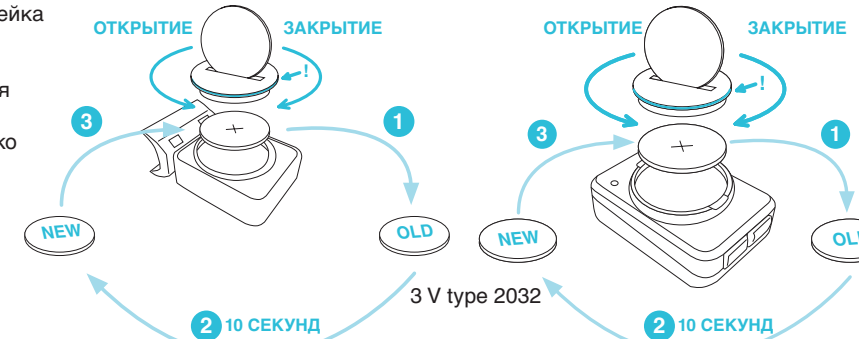 ейка
я
ко
ОТКРЫТИЕ ЗАКРЫТИЕ
!
3
1
NEW
OLD
2 10 СЕКУНД
3 V type 2032
ОТКРЫТИЕ ЗАКРЫТИЕ
!
3
1
NEW
OL
2 10 СЕКУНД